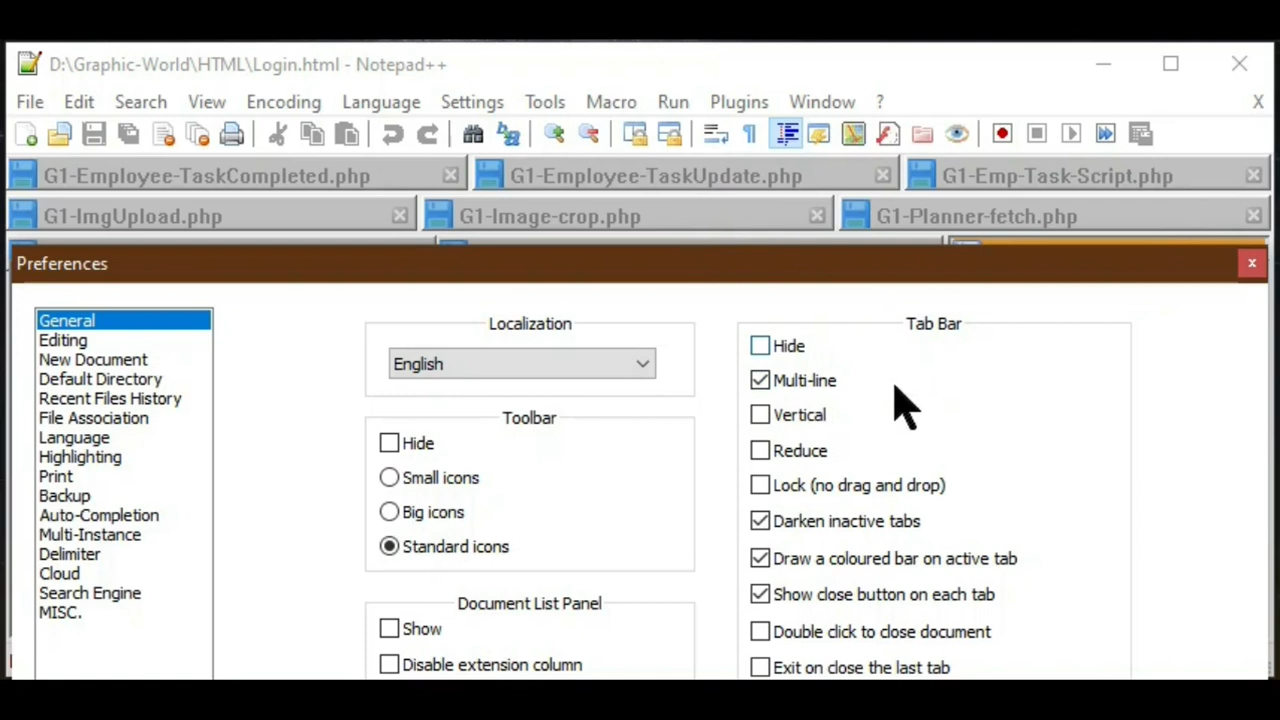 D:\Graphic-World\HTML\Login.html - Notepad++
File Edit Search View Encoding Language Settings Tools Macro Run Plugins Window ? X
G1-Employee-TaskCompleted.php G1-Employee-TaskUpdate.php G1-Emp-Task-Script.php
G1-ImgUpload.php G1-Image-crop.php G1-Planner-fetch.php
Preferences
General
Editing
New Document
Default Directory
Recent Files History
File Association
Language
Highlighting
Print
Backup
Auto-Completion
Multi-Instance
Delimiter
Cloud
Search Engine
MISC.
Localization
English
Toolbar
Hide
Small icons
Big icons
Standard icons
Document List Panel
Show
Disable extension column
Tab Bar
Hide
Multi-line
Vertical
Reduce
Lock (no drag and drop)
Darken inactive tabs
Draw a coloured bar on active tab
Show close button on each tab
Double click to close document
Exit on close the last tab